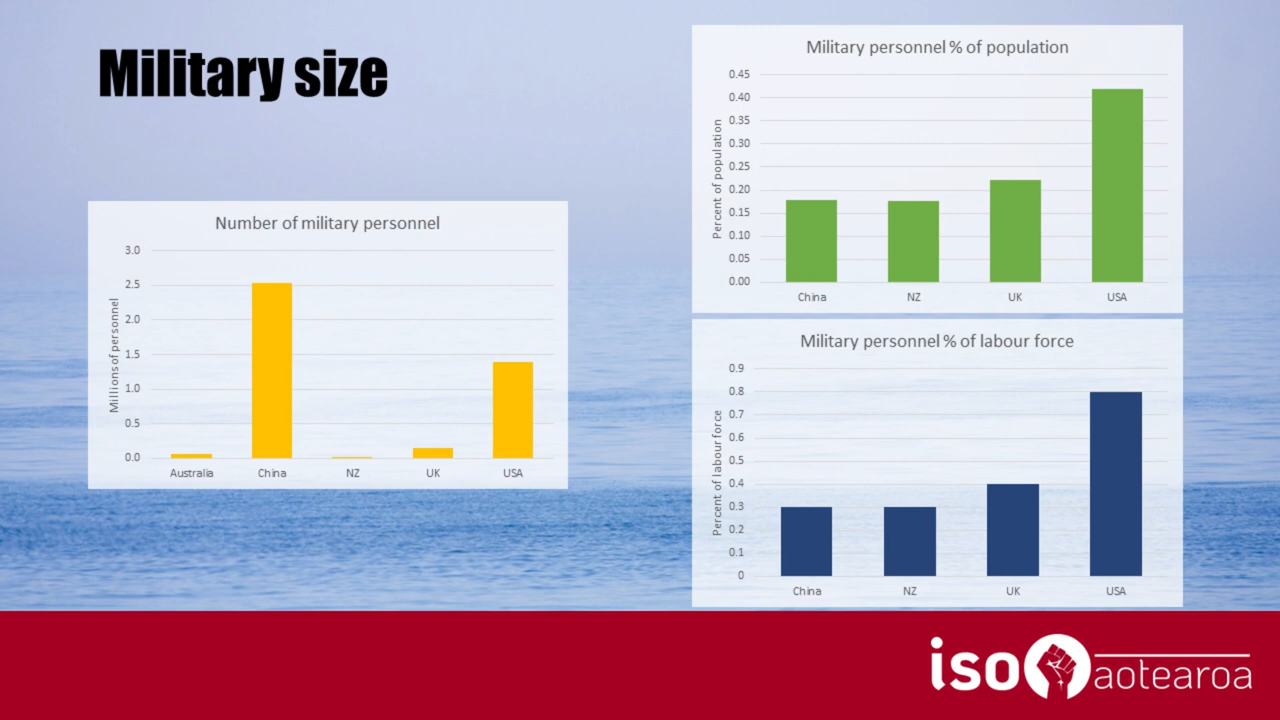 Military size
Number of military personnel
Millions of personnel
3.0
2.5
2.0
1.5
1.0
0.5
0.0
Australia China NZ UK USA
Military personnel % of population
Percent of population
0.45
0.40
0.35
0.30
0.25
0.20
0.15
0.10
0.05
0.00
China NZ UK USA
Military personnel % of labour force
Percent of labour force
0.9
0.8
0.7
0.6
0.5
0.4
0.3
0.2
0.1
0
China NZ UK USA
iso aotearoa